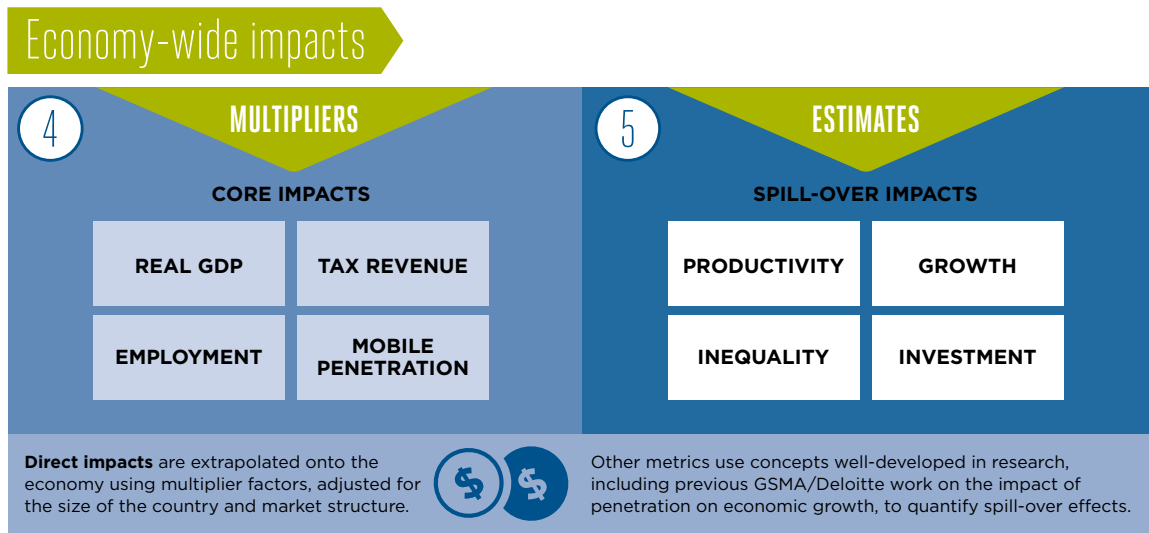 Economy-wide impacts
4
MULTIPLIERS
CORE IMPACTS
REAL GDP
TAX REVENUE
EMPLOYMENT
MOBILE
PENETRATION
Direct impacts are extrapolated onto the
economy using multiplier factors, adjusted for
the size of the country and market structure.
$ $
5
ESTIMATES
SPILL-OVER IMPACTS
PRODUCTIVITY
GROWTH
INEQUALITY
INVESTMENT
Other metrics use concepts well-developed in research,
including previous GSMA/Deloitte work on the impact of
penetration on economic growth, to quantify spill-over effects.